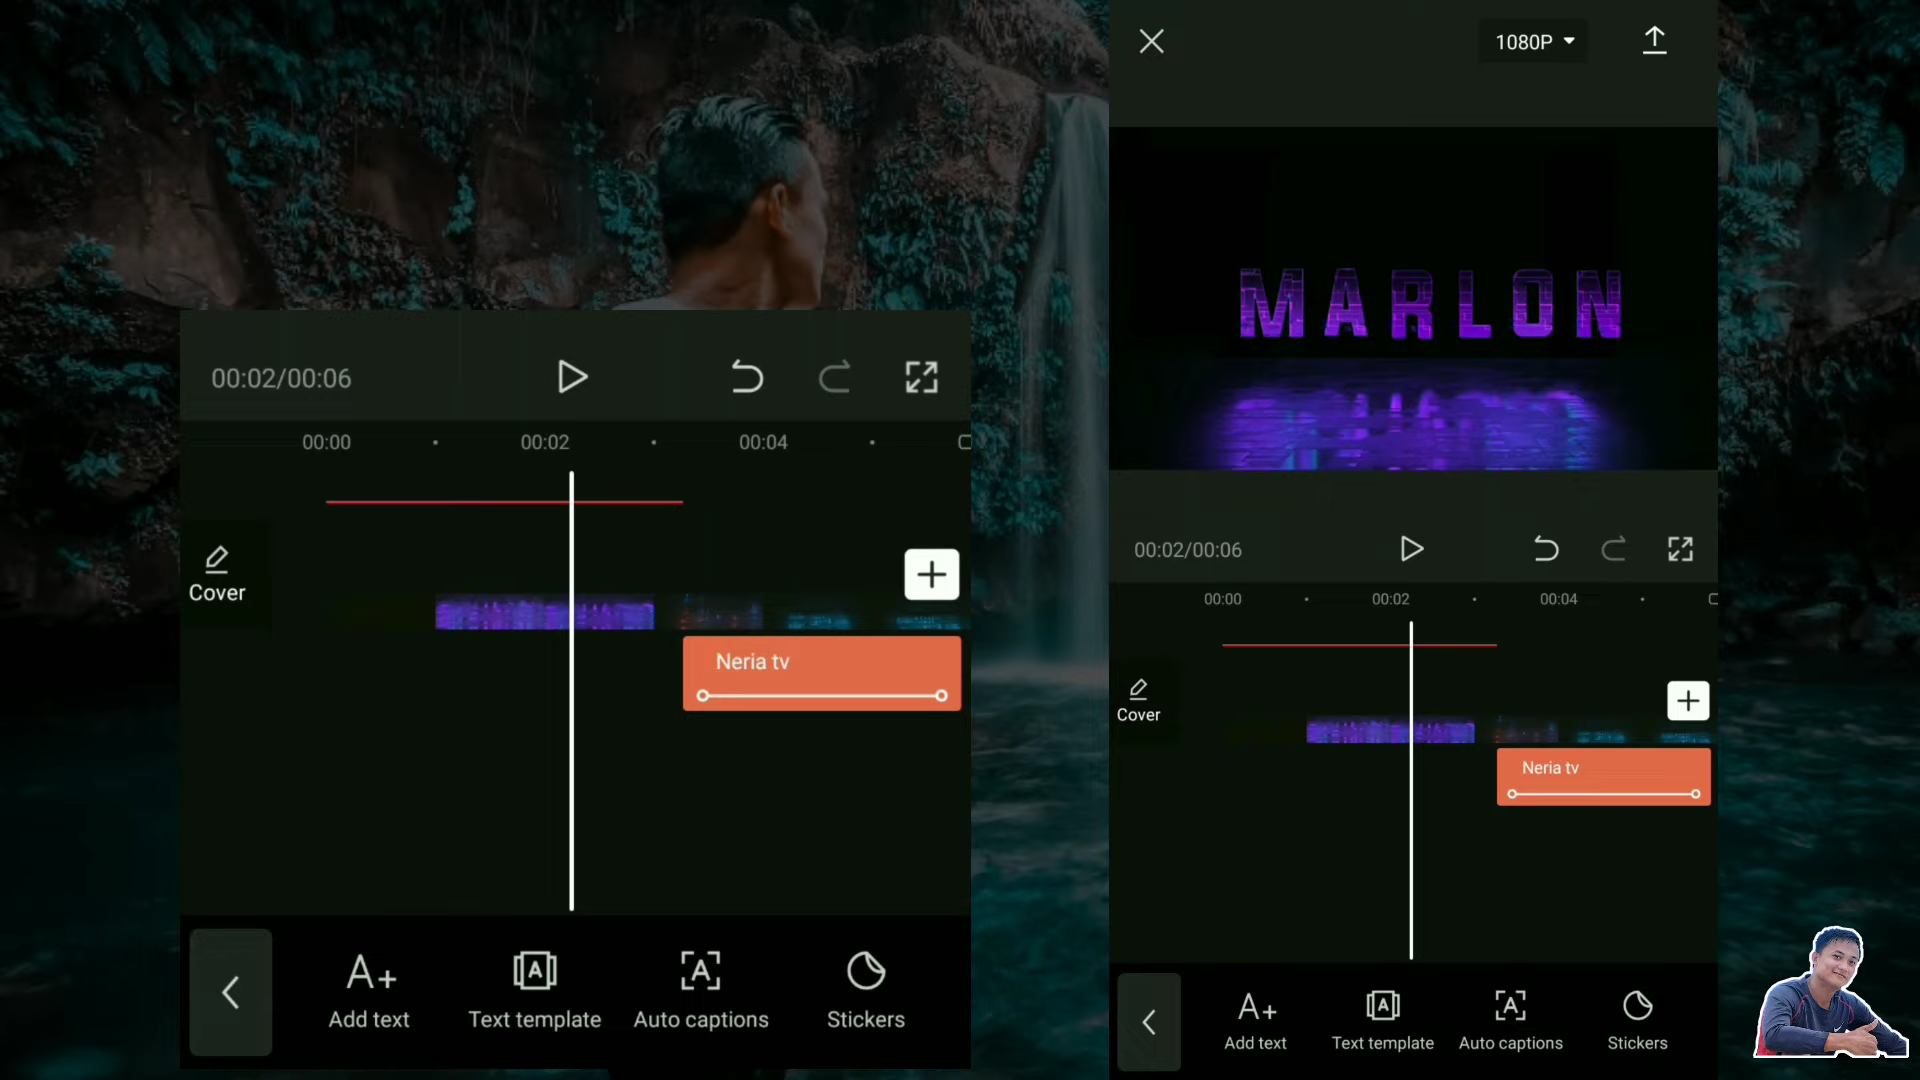 00:02/00:06
00:00
00:02
00:04
Cover
Neria tv
A+
A
A
Add text
Text template
Auto captions
Stickers
1080P
MARLON
00:02/00:06
00:00
00:02
00:04
Cover
Neria tv
A+
A
A
Add text
Text template
Auto captions
Stickers